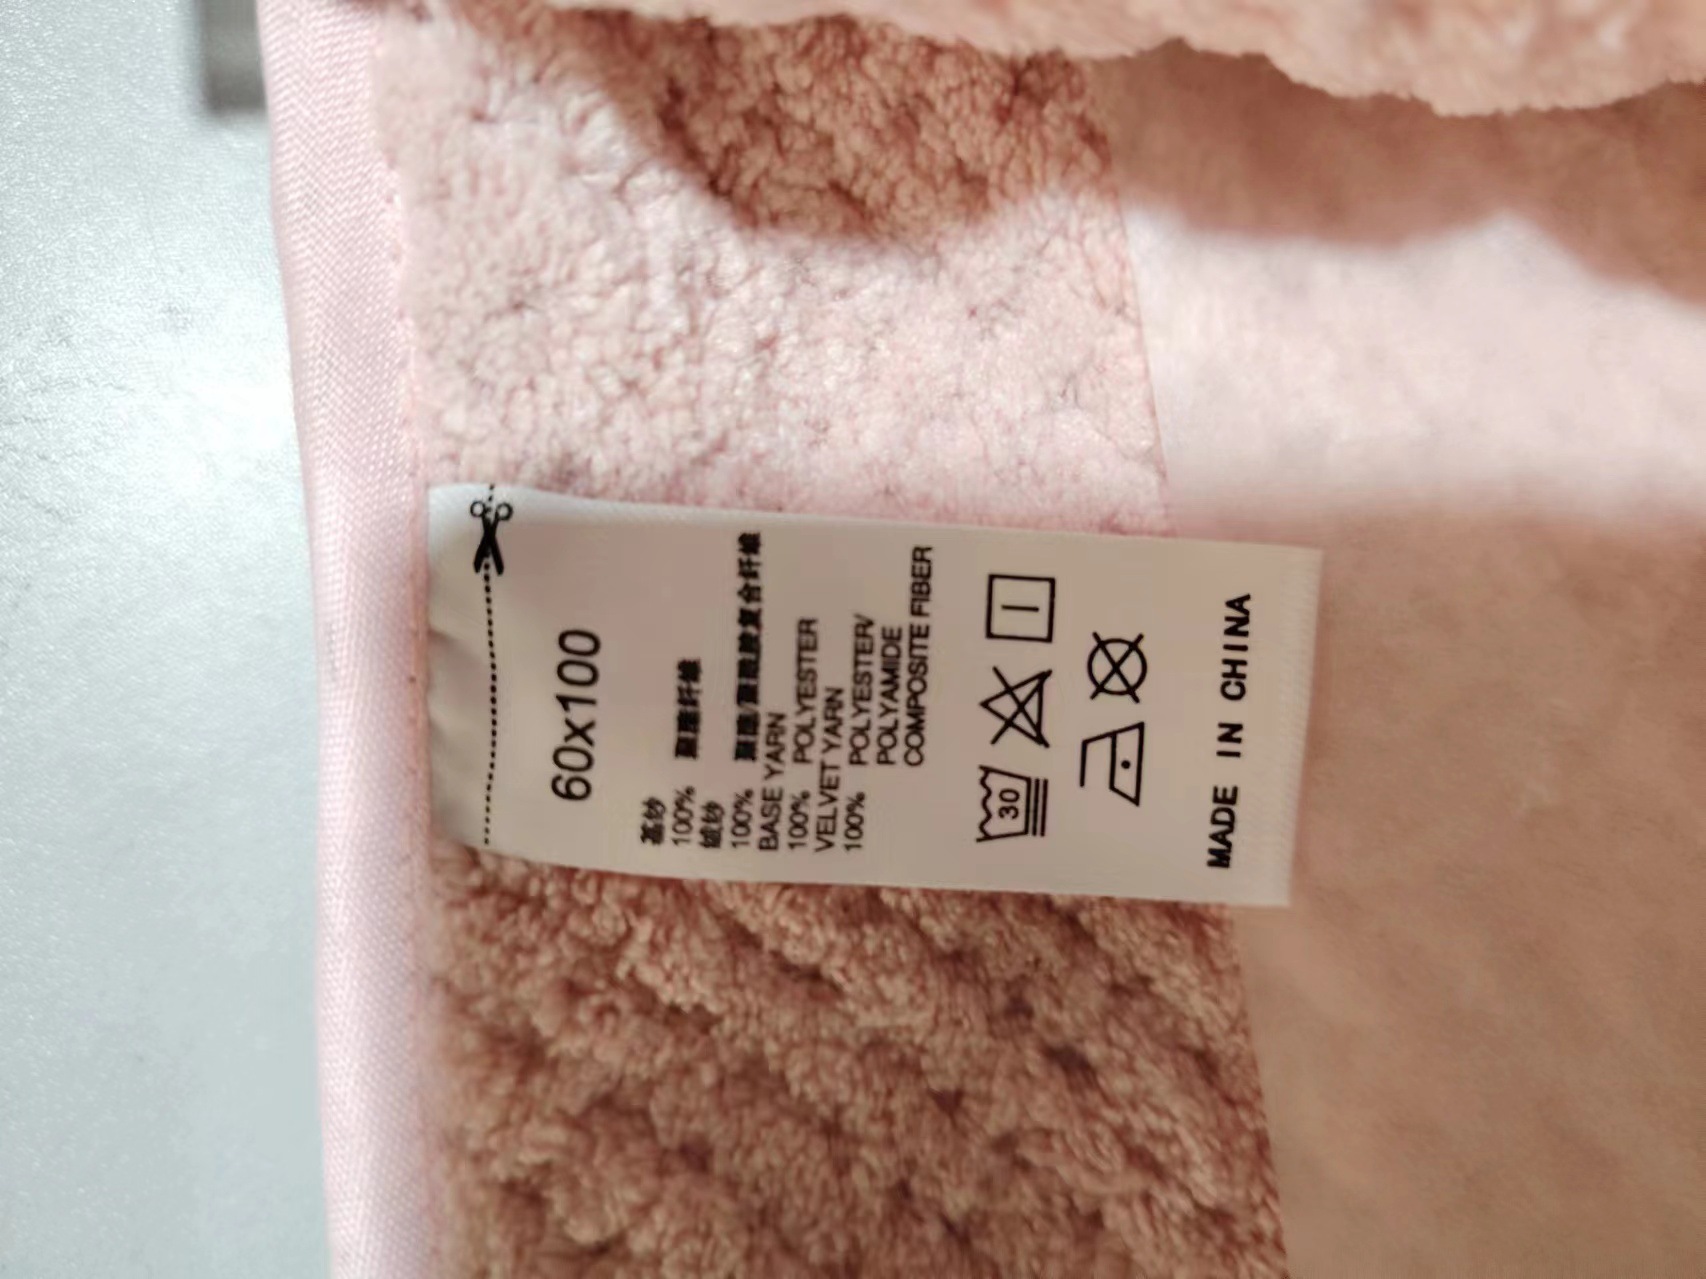 60x100
基纱
100% 聚酯纤维
绒纱
100% 聚酯/聚酰胺复合纤维
BASE YARN
100% POLYESTER
VELVET YARN
100% POLYESTER/
POLYAMIDE
COMPOSITE FIBER
30
MADE IN CHINA